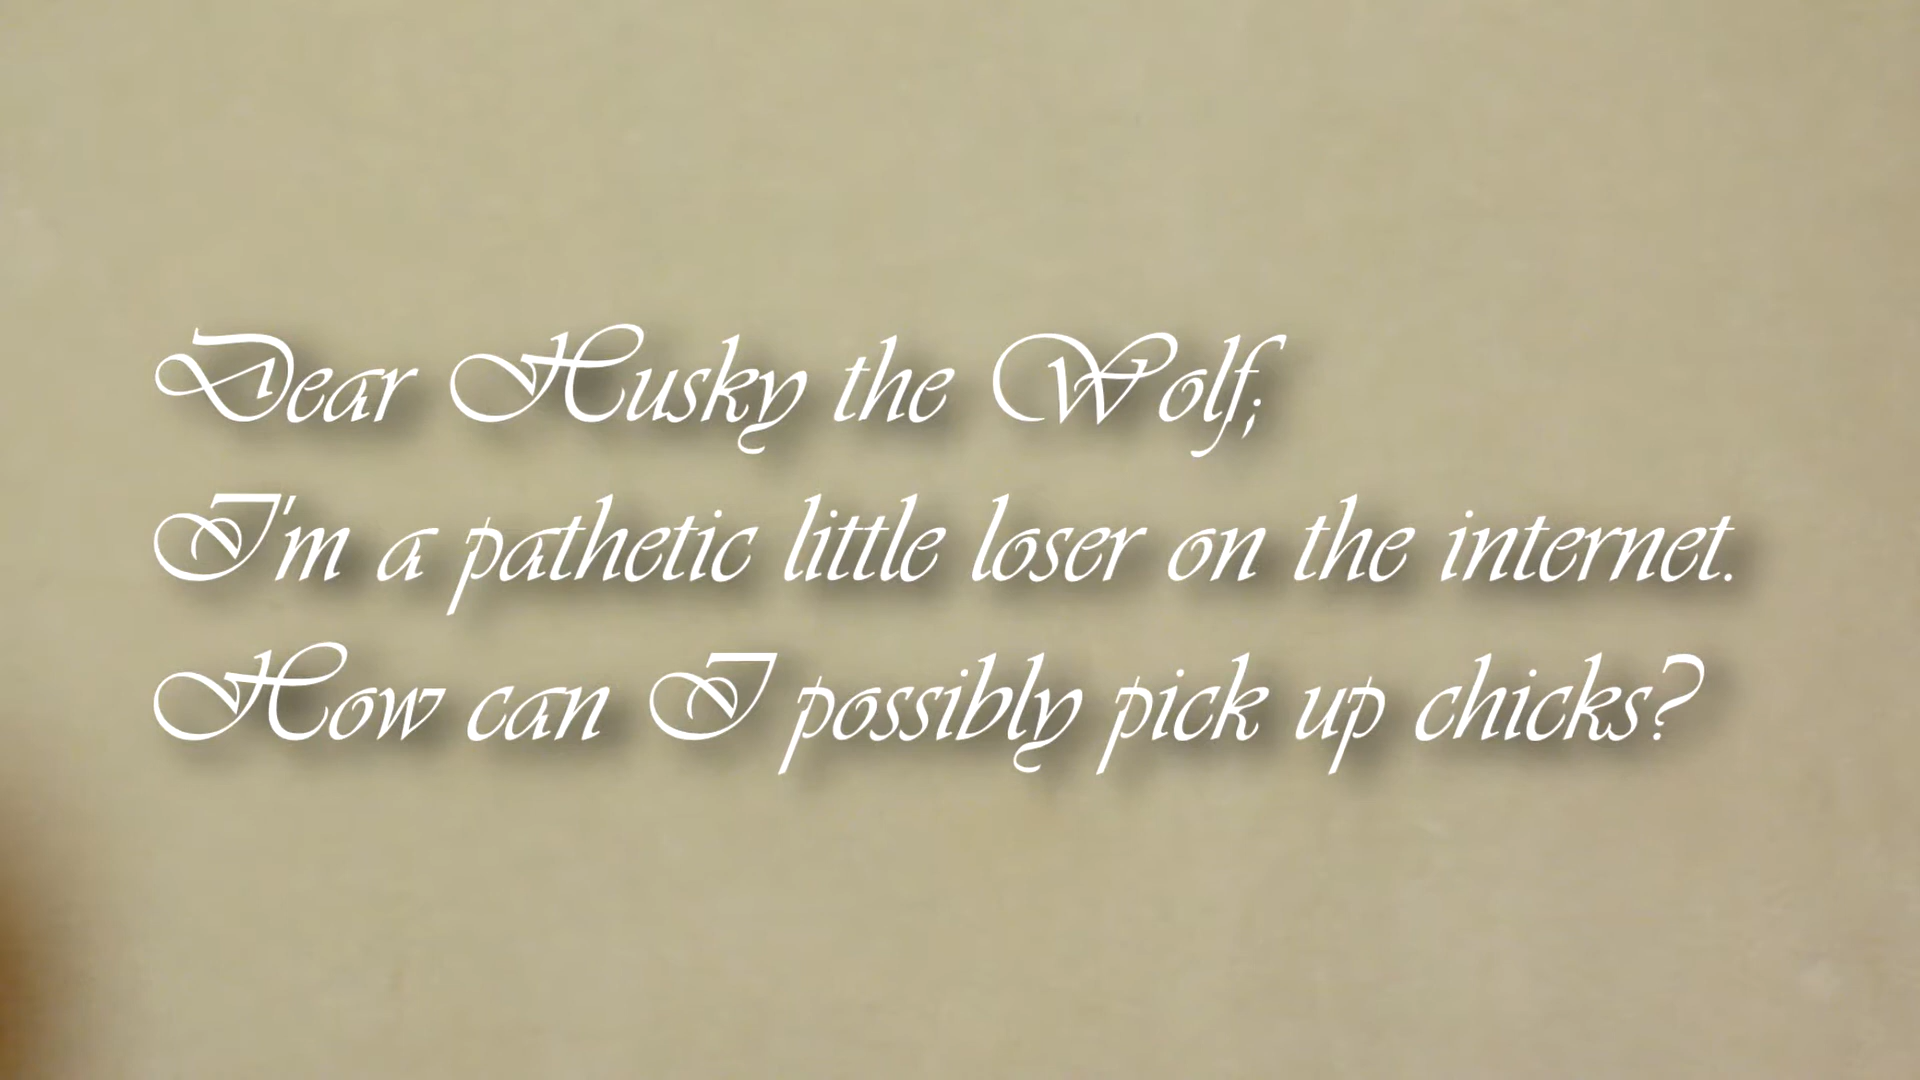 Dear Husky the Wolf;
I'm a pathetic little loser on the internet.
How can I possibly pick up chicks?